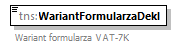 tns:WariantFormularzaDekl
Wariant formularza VAT-7K